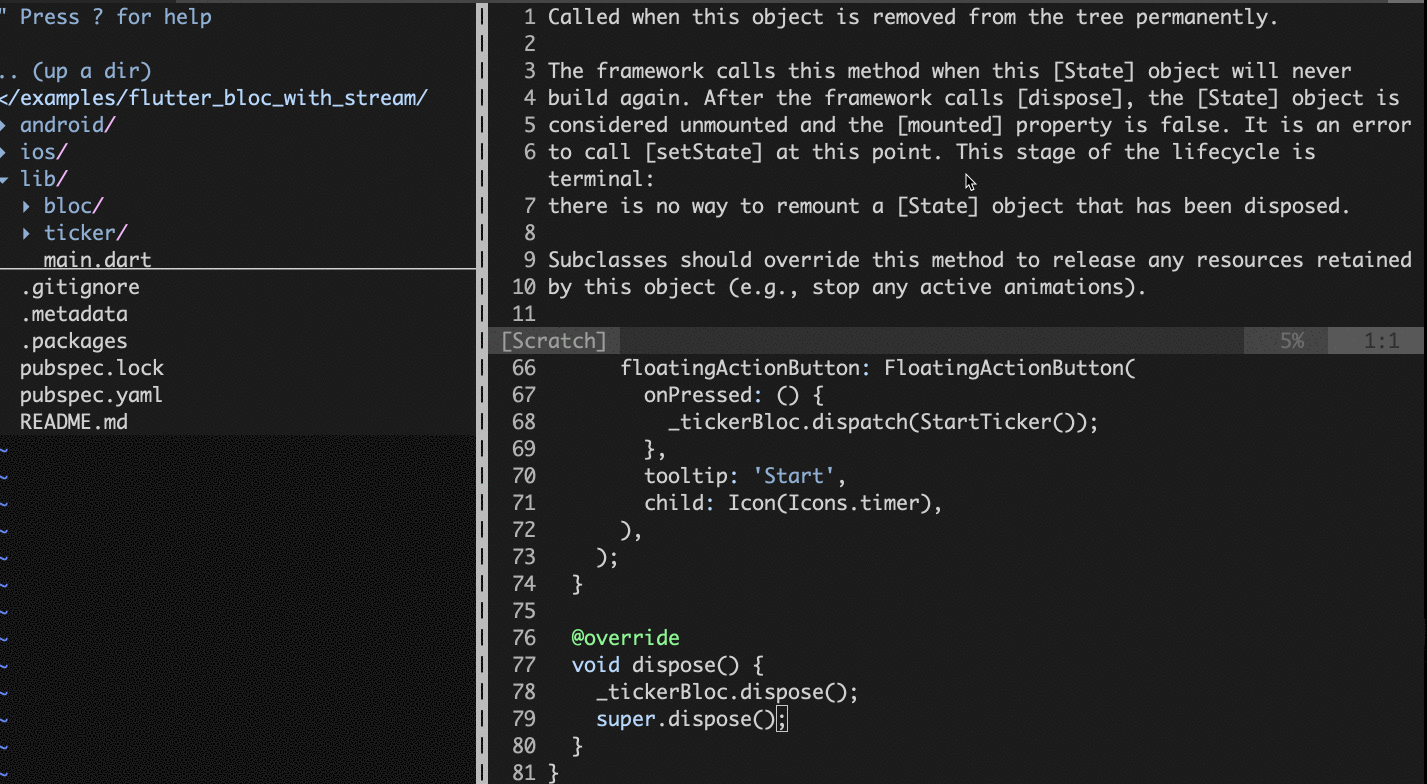 " Press ? for help
.. (up a dir)
</examples/flutter_bloc_with_stream/
▸ android/
▸ ios/
▾ lib/
▸ bloc/
▸ ticker/
main.dart
.gitignore
.metadata
.packages
pubspec.lock
pubspec.yaml
README.md
~
~
~
~
~
~
~
~
~
~
~
~
~
1 Called when this object is removed from the tree permanently.
2
3 The framework calls this method when this [State] object will never
4 build again. After the framework calls [dispose], the [State] object is
5 considered unmounted and the [mounted] property is false. It is an error
6 to call [setState] at this point. This stage of the lifecycle is
terminal:
7 there is no way to remount a [State] object that has been disposed.
8
9 Subclasses should override this method to release any resources retained
10 by this object (e.g., stop any active animations).
11
[Scratch] 5% 1:1
66 floatingActionButton: FloatingActionButton(
67 onPressed: () {
68 _tickerBloc.dispatch(StartTicker());
69 },
70 tooltip: 'Start',
71 child: Icon(Icons.timer),
72 ),
73 );
74 }
75
76 @override
77 void dispose() {
78 _tickerBloc.dispose();
79 super.dispose();
80 }
81 }